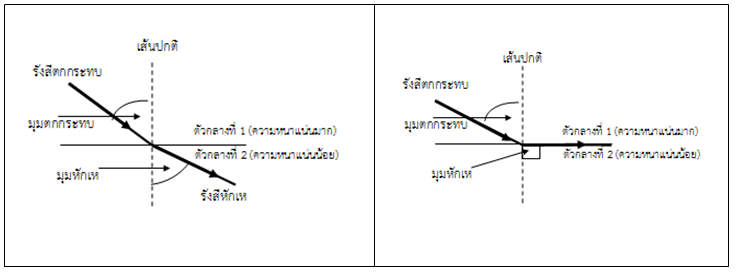 เส้นปกติ
รังสีตกกระทบ
มุมตกกระทบ
ตัวกลางที่ 1 (ความหนาแน่นมาก)
ตัวกลางที่ 2 (ความหนาแน่นน้อย)
มุมหักเห
รังสีหักเห
เส้นปกติ
รังสีตกกระทบ
มุมตกกระทบ
ตัวกลางที่ 1 (ความหนาแน่นมาก)
ตัวกลางที่ 2 (ความหนาแน่นน้อย)
มุมหักเห